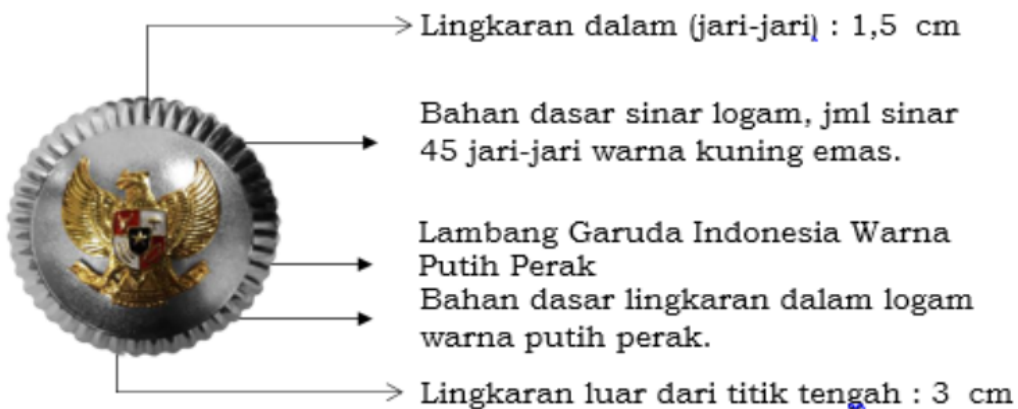 Lingkaran dalam (jari-jari) : 1,5 cm
Bahan dasar sinar logam, jml sinar
45 jari-jari warna kuning emas.
Lambang Garuda Indonesia Warna
Putih Perak
Bahan dasar lingkaran dalam logam
warna putih perak.
Lingkaran luar dari titik tengah : 3 cm